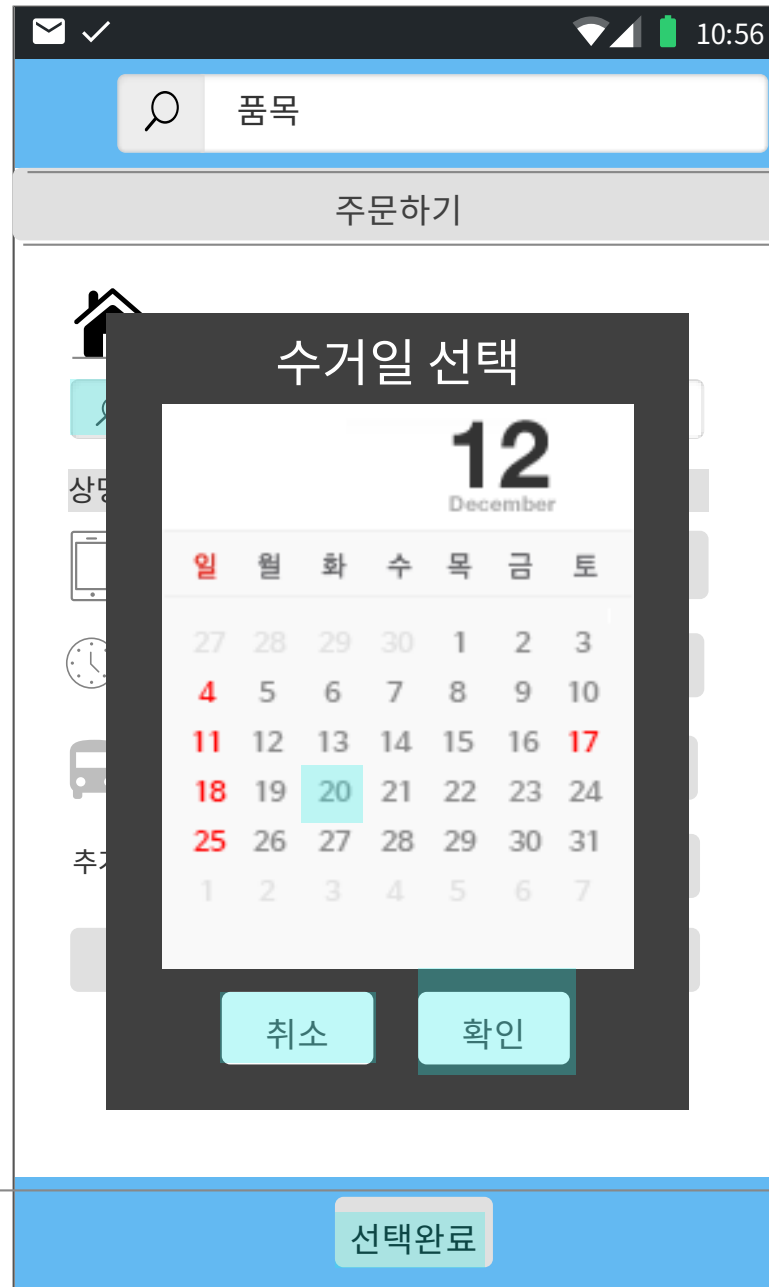 10:56
품목
주문하기
수거일 선택
12
December
일 월 화 수 목 금 토
27 28 29 30 1 2 3
4 5 6 7 8 9 10
11 12 13 14 15 16 17
18 19 20 21 22 23 24
25 26 27 28 29 30 31
1 2 3 4 5 6 7
취소 확인
선택완료